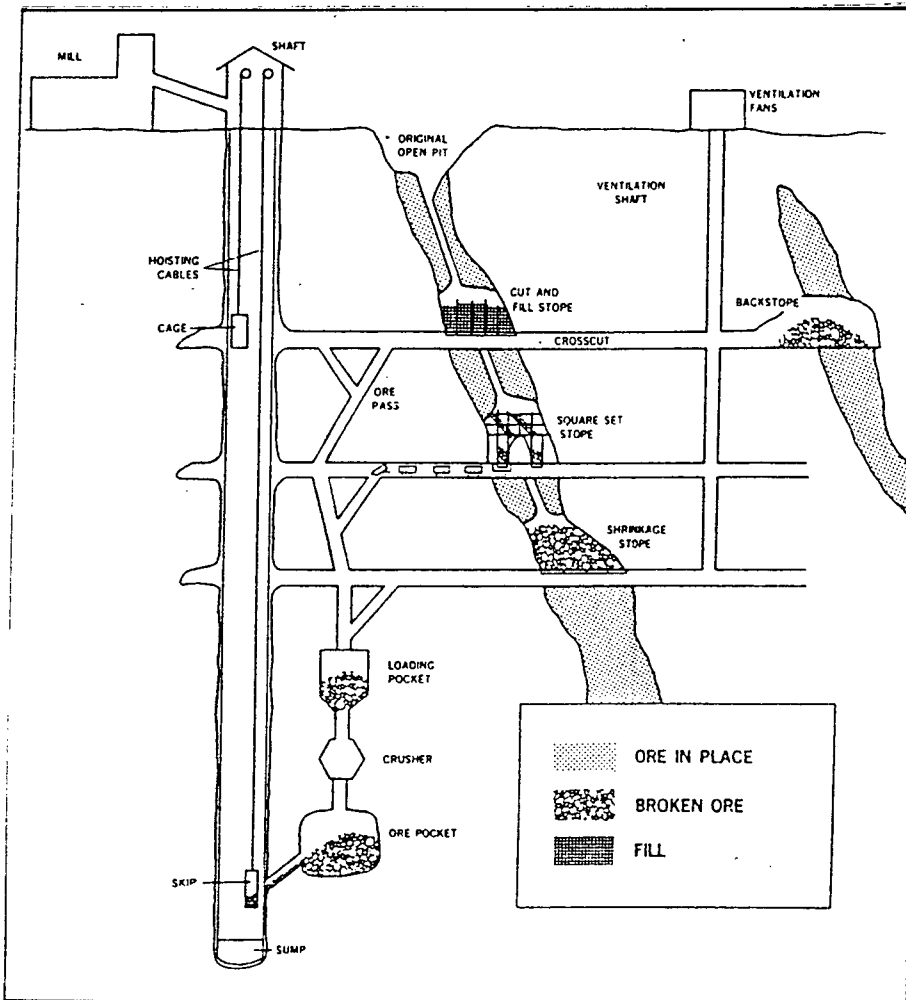 SHAFT
MILL
VENTILATION
FANS
ORIGINAL
OPEN PIT
VENTILATION
SHAFT
HOISTING
CABLES
CUT AND
FILL STOPE
BACKSTOPE
CAGE
CROSSCUT
ORE
PASS
SQUARE SET
STOPE
SHRINKAGE
STOPE
LOADING
POCKET
CRUSHER
ORE POCKET
SKIP
SUMP
ORE IN PLACE
BROKEN ORE
FILL